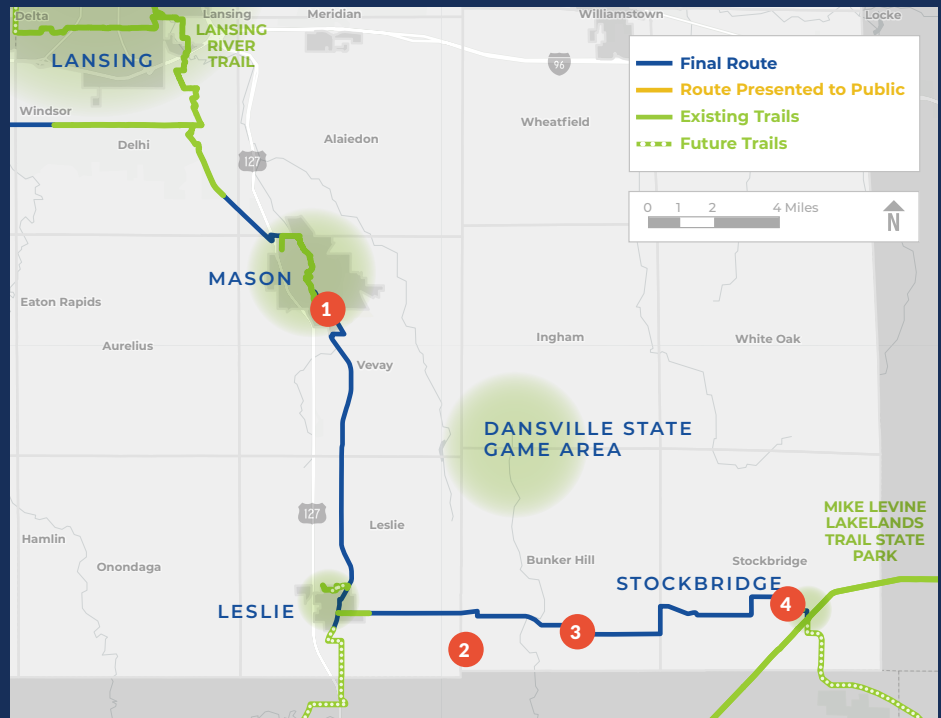 Delta
Lansing
Meridian
Williamstown
Locke
LANSING
RIVER
TRAIL
LANSING
96
Final Route
Route Presented to Public
Existing Trails
Future Trails
Windsor
Delhi
Alaiedon
Wheatfield
127
0 1 2 4 Miles
N
MASON
1
Eaton Rapids
Aurelius
Vevay
Ingham
White Oak
DANSVILLE STATE
GAME AREA
127
Leslie
Hamlin
Onondaga
Bunker Hill
Stockbridge
MIKE LEVINE
LAKELANDS
TRAIL STATE
PARK
STOCKBRIDGE
LESLIE
4
3
2